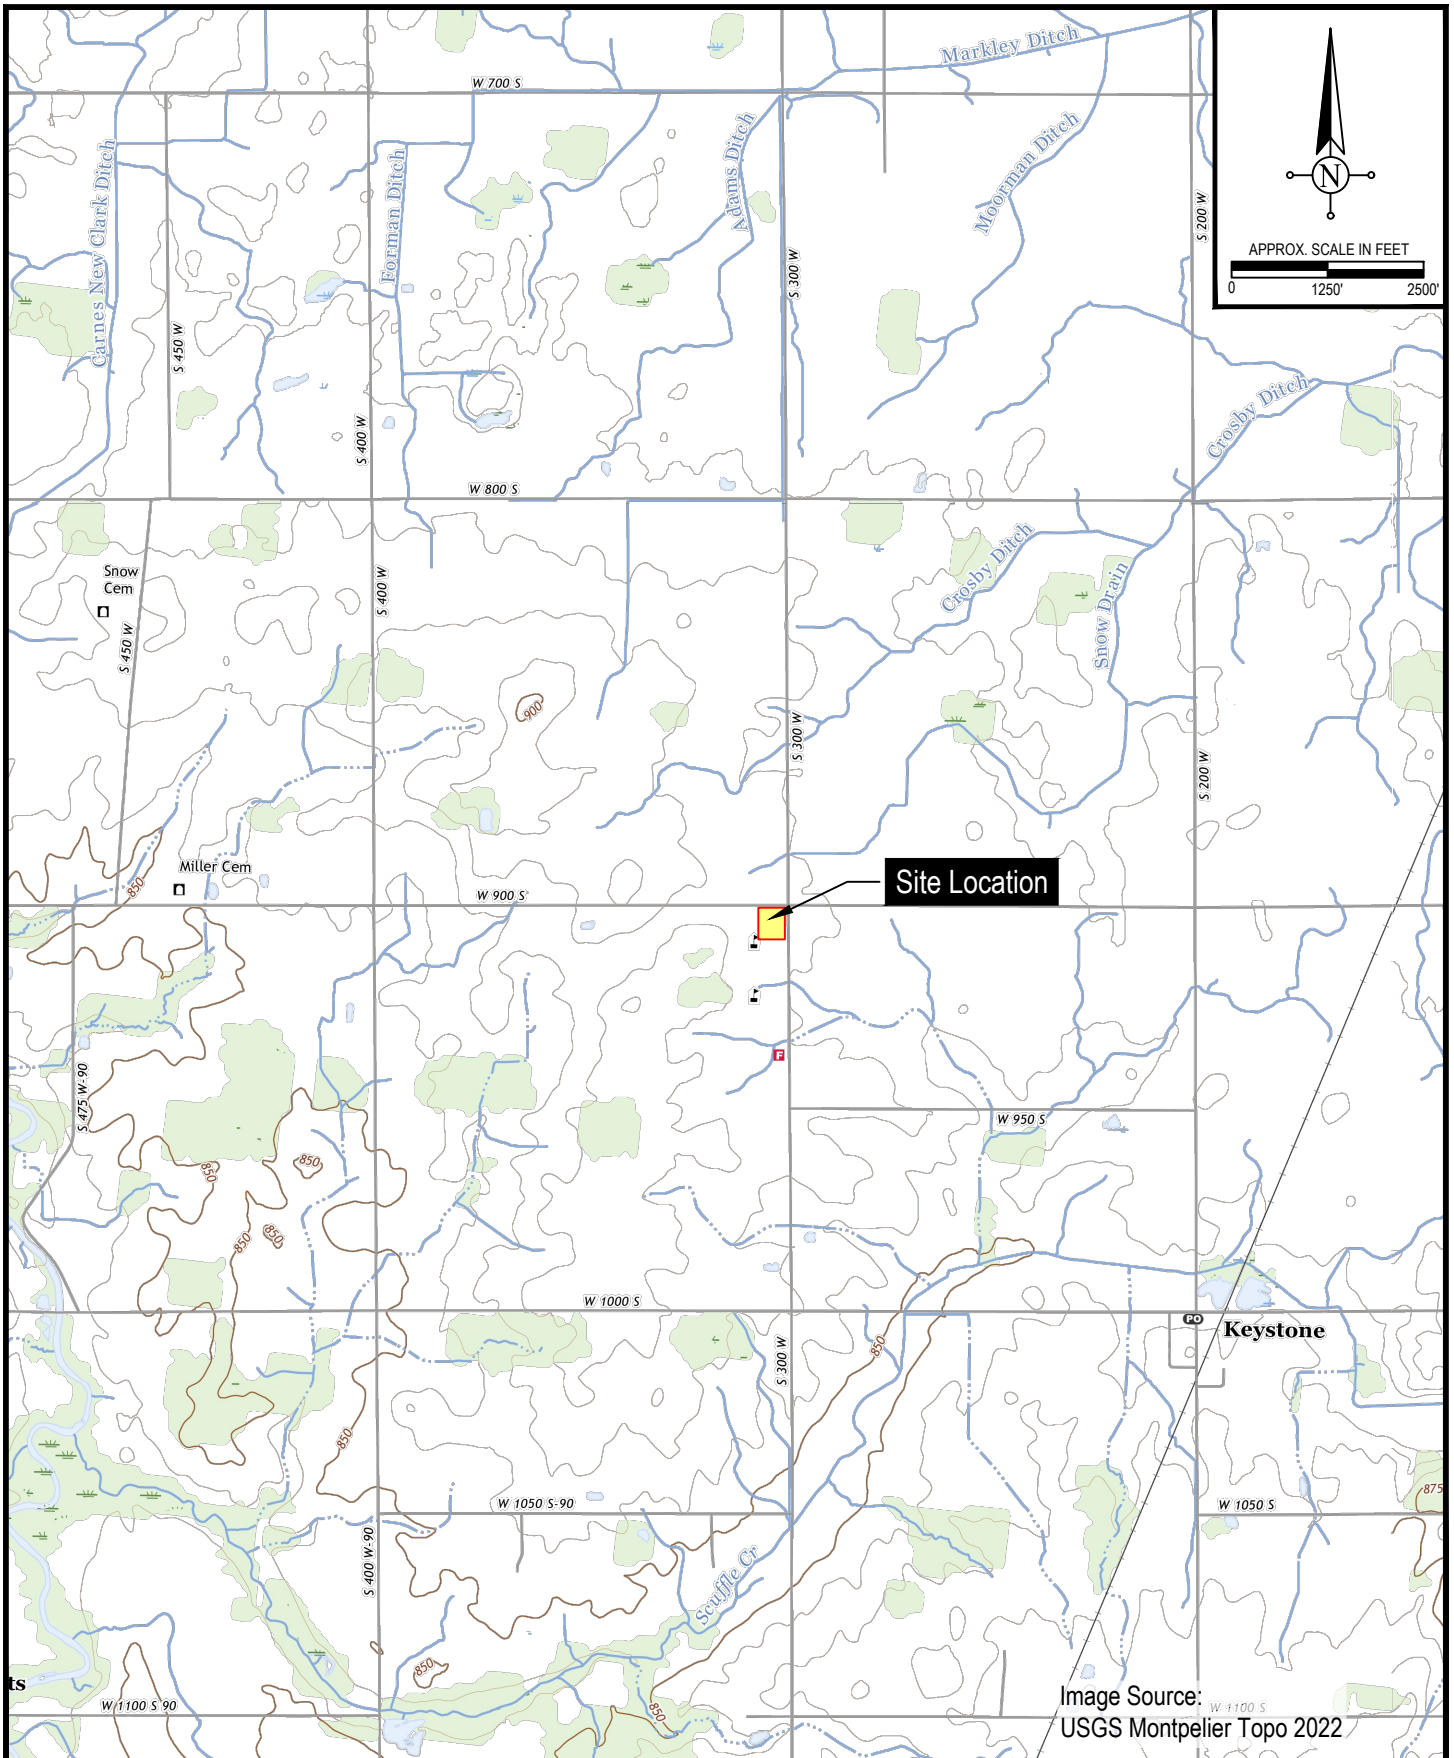 Markley Ditch
W 700 S
N
APPROX. SCALE IN FEET
0 1250' 2500'
Carnes New Clark Ditch
Forman Ditch
Adams Ditch
Moorman Ditch
S 200 W
S 300 W
S 450 W
S 400 W
Crosby Ditch
W 800 S
Snow
Cem
S 450 W
S 400 W
Crosby Ditch
Snow Drain
900
S 300 W
S 200 W
850
Miller Cem
W 900 S
Site Location
F
S 475 W-90
W 950 S
850
850
850
850
W 1000 S
PO
Keystone
S 300 W
850
850
W 1050 S-90
W 1050 S
875
S 400 W-90
Scuffle Cr
850
850
ts
W 1100 S 90
W 1100 S
Image Source:
USGS Montpelier Topo 2022